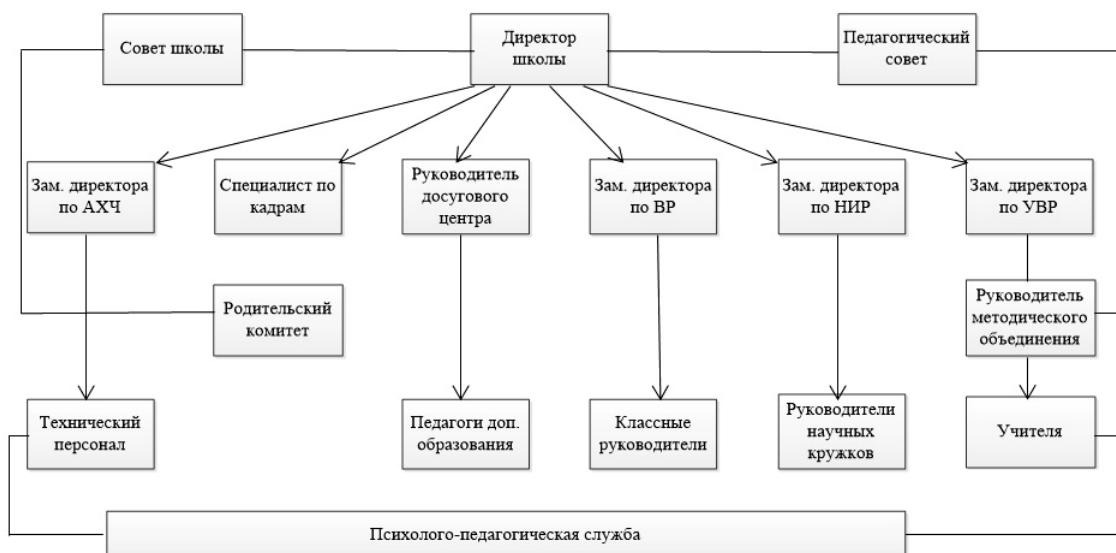 Совет школы
Директор
школы
Педагогический
совет
Зам. директора
по АХЧ
Специалист по
кадрам
Руководитель
досугового
центра
Зам. директора
по ВР
Зам. директора
по НИР
Зам. директора
по УВР
Родительский
комитет
Руководитель
методического
объединения
Технический
персонал
Педагоги доп.
образования
Классные
руководители
Руководители
научных
кружков
Учителя
Психолого-педагогическая служба